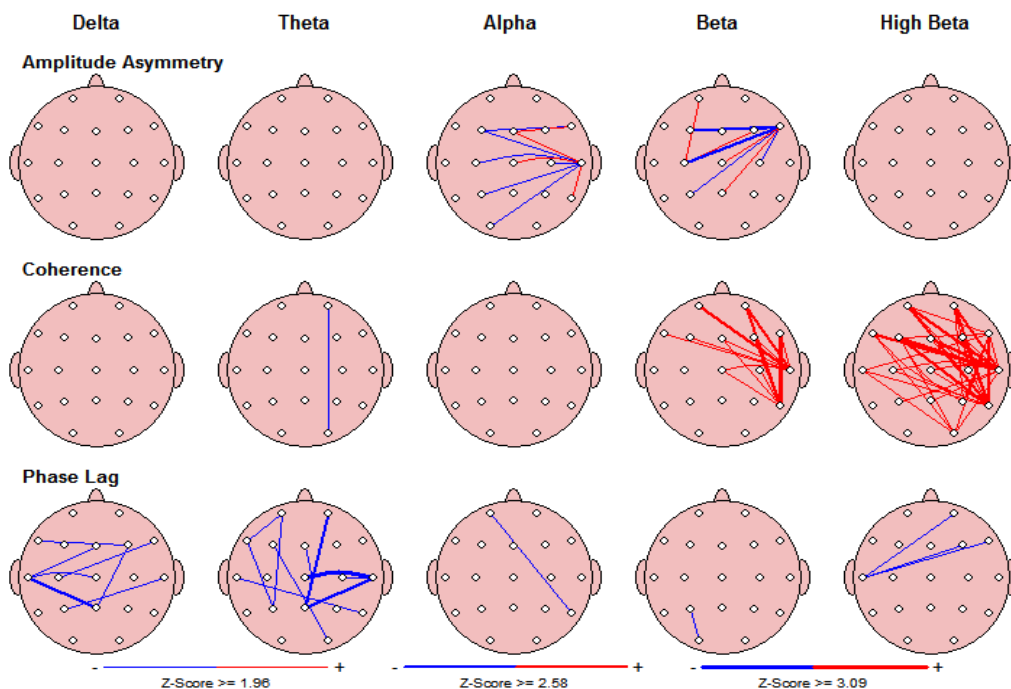 Delta Theta Alpha Beta High Beta
Amplitude Asymmetry
Coherence
Phase Lag
- + - + - +
Z-Score >= 1.96 Z-Score >= 2.58 Z-Score >= 3.09